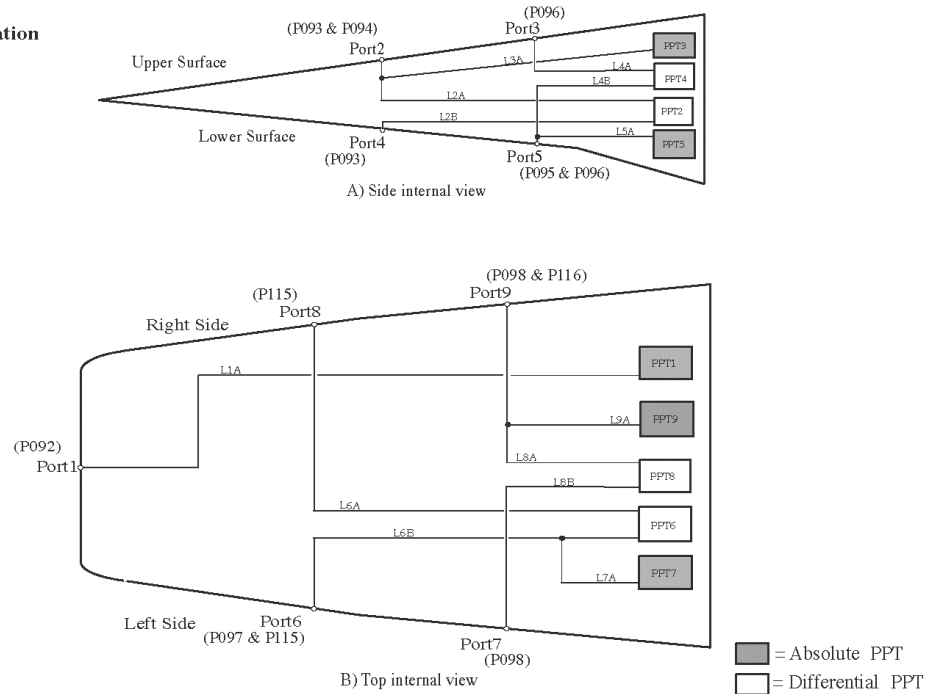 ation
(P093 & P094)
(P096)
Port2
Port3
Upper Surface
L3A
PPT3
L4A
L4B
PPT4
L2A
L2B
PPT2
Lower Surface
L5A
PPT5
Port4
Port5
(P093)
(P095 & P096)
A) Side internal view
(P098 & P116)
(P115)
Port9
Port8
Right Side
PPT1
L1A
L9A
PPT9
(P092)
Port1
L8A
PPT8
L8B
L6A
PPT6
L6B
PPT7
L7A
Left Side
Port6
(P097 & P115)
Port7
(P098)
B) Top internal view
= Absolute PPT
= Differential PPT